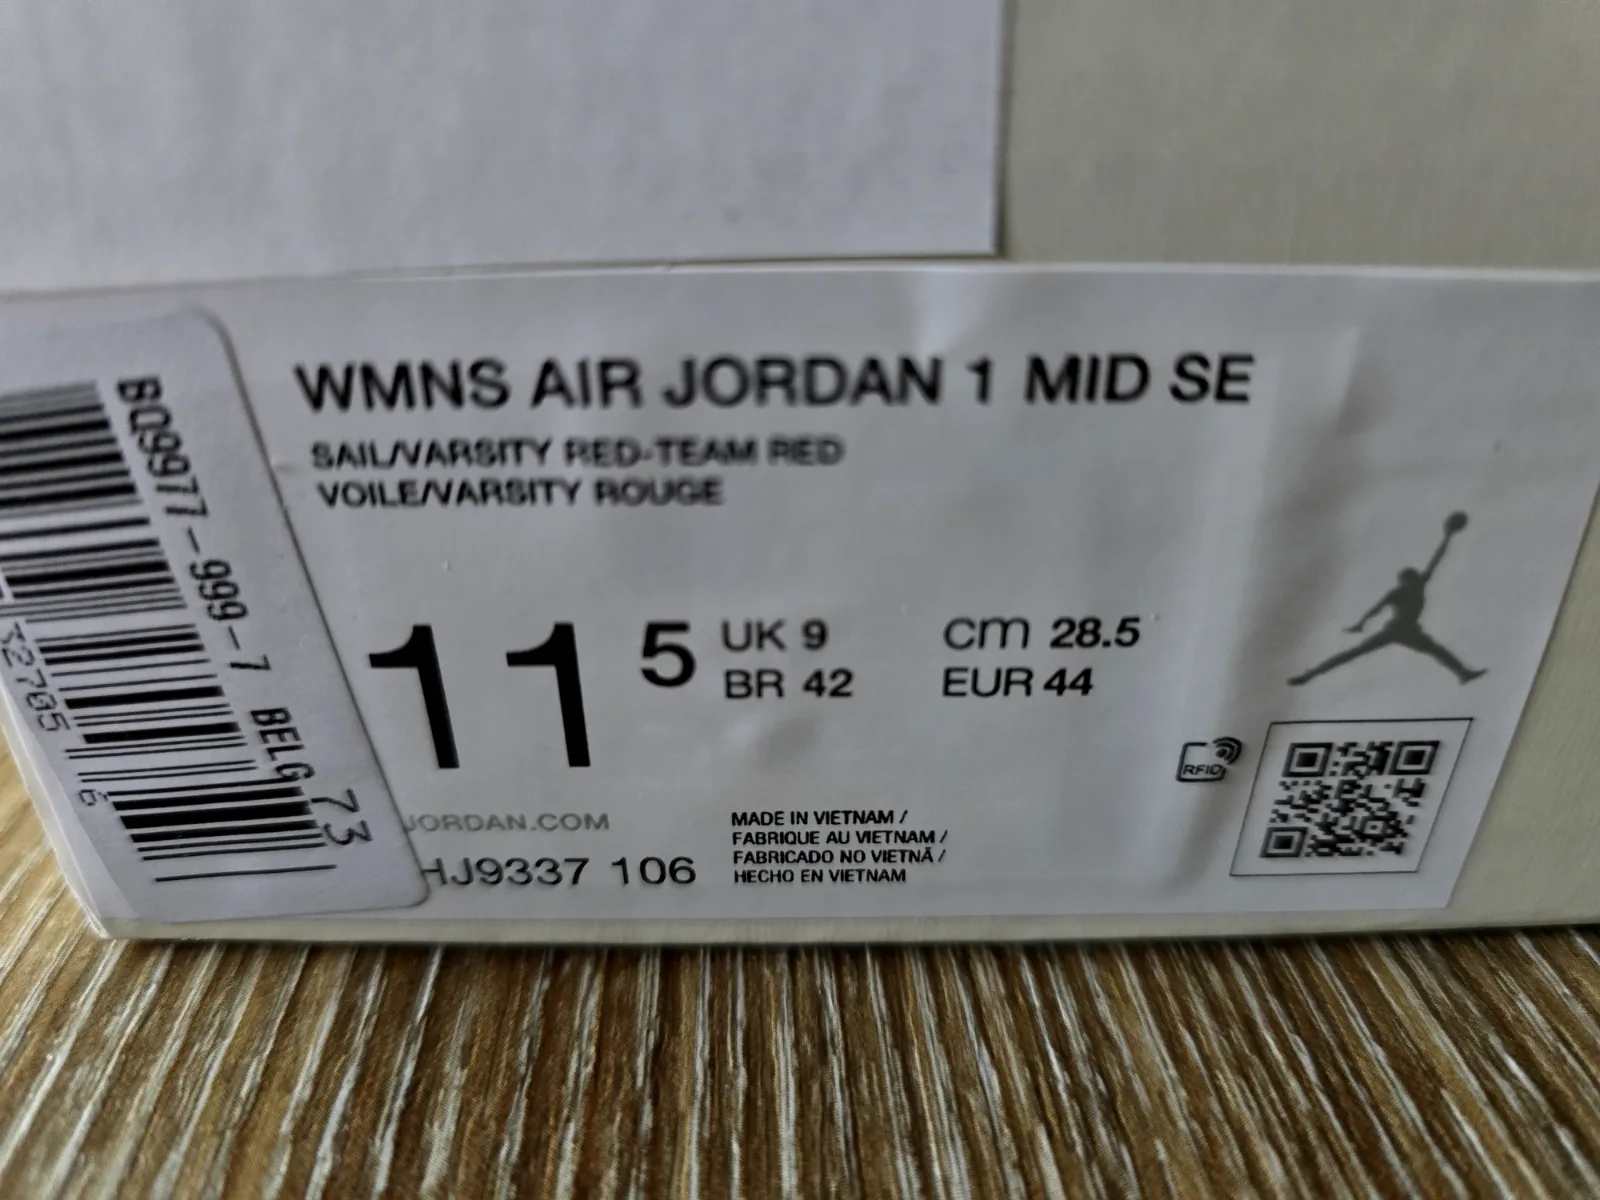 WMNS AIR JORDAN 1 MID SE
SAIL/VARSITY RED-TEAM RED
VOILE/VARSITY ROUGE
11 5
UK 9
BR 42
cm 28.5
EUR 44
JORDAN.COM
HJ9337 106
MADE IN VIETNAM /
FABRIQUE AU VIETNAM /
FABRICADO NO VIETNÃ /
HECHO EN VIETNAM
RFID
BQ9977-999-7 BELG 73